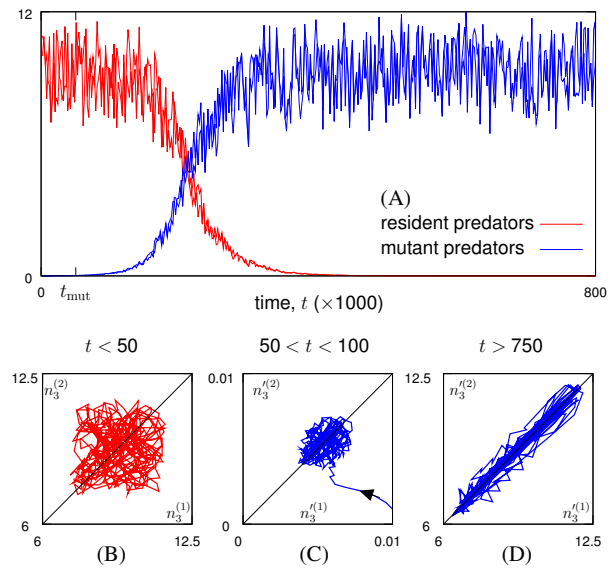 12
(A)
resident predators
mutant predators
0
0 t_mut 800
time, t (×1000)
t < 50 50 < t < 100 t > 750
12.5 0.01 12.5
n_3^{(2)} n'_3^{(2)} n'_3^{(2)}
n_3^{(1)} n'_3^{(1)} n'_3^{(1)}
6 0 6
6 12.5 0 0.01 6 12.5
(B) (C) (D)